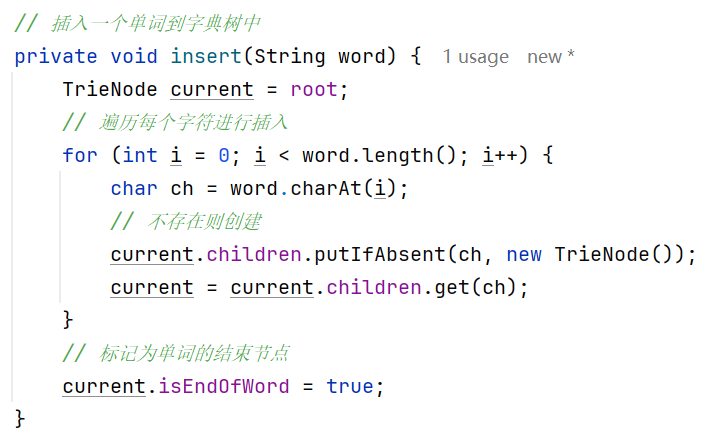 // 插入一个单词到字典树中
private void insert(String word) { 1 usage new *
    TrieNode current = root;
    // 遍历每个字符进行插入
    for (int i = 0; i < word.length(); i++) {
        char ch = word.charAt(i);
        // 不存在则创建
        current.children.putIfAbsent(ch, new TrieNode());
        current = current.children.get(ch);
    }
    // 标记为单词的结束节点
    current.isEndOfWord = true;
}